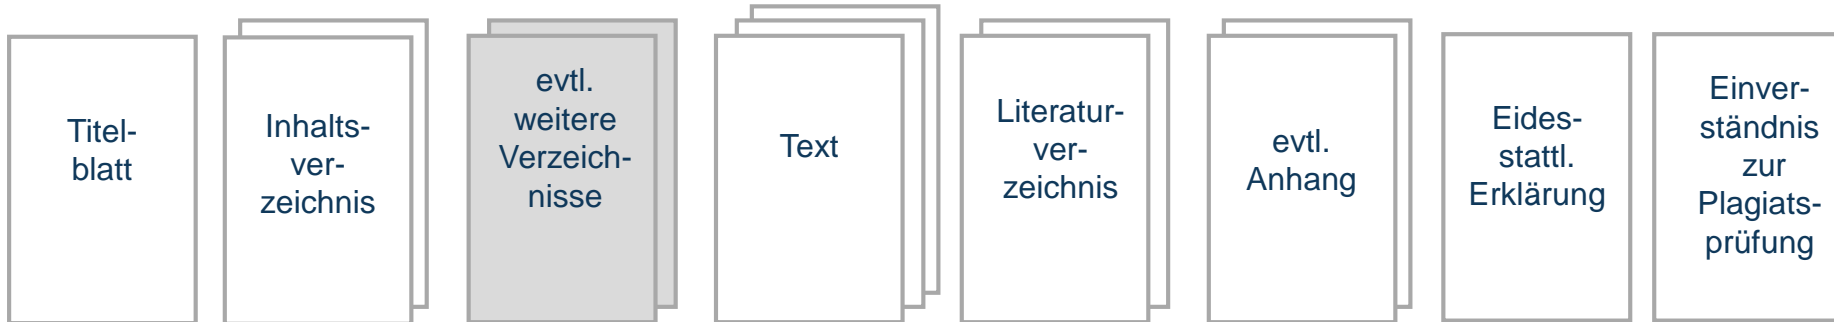 Titel-
blatt
Inhalts-
ver-
zeichnis
evtl.
weitere
Verzeich-
nisse
Text
Literatur-
ver-
zeichnis
evtl.
Anhang
Eides-
stattl.
Erklärung
Einver-
ständnis
zur
Plagiats-
prüfung